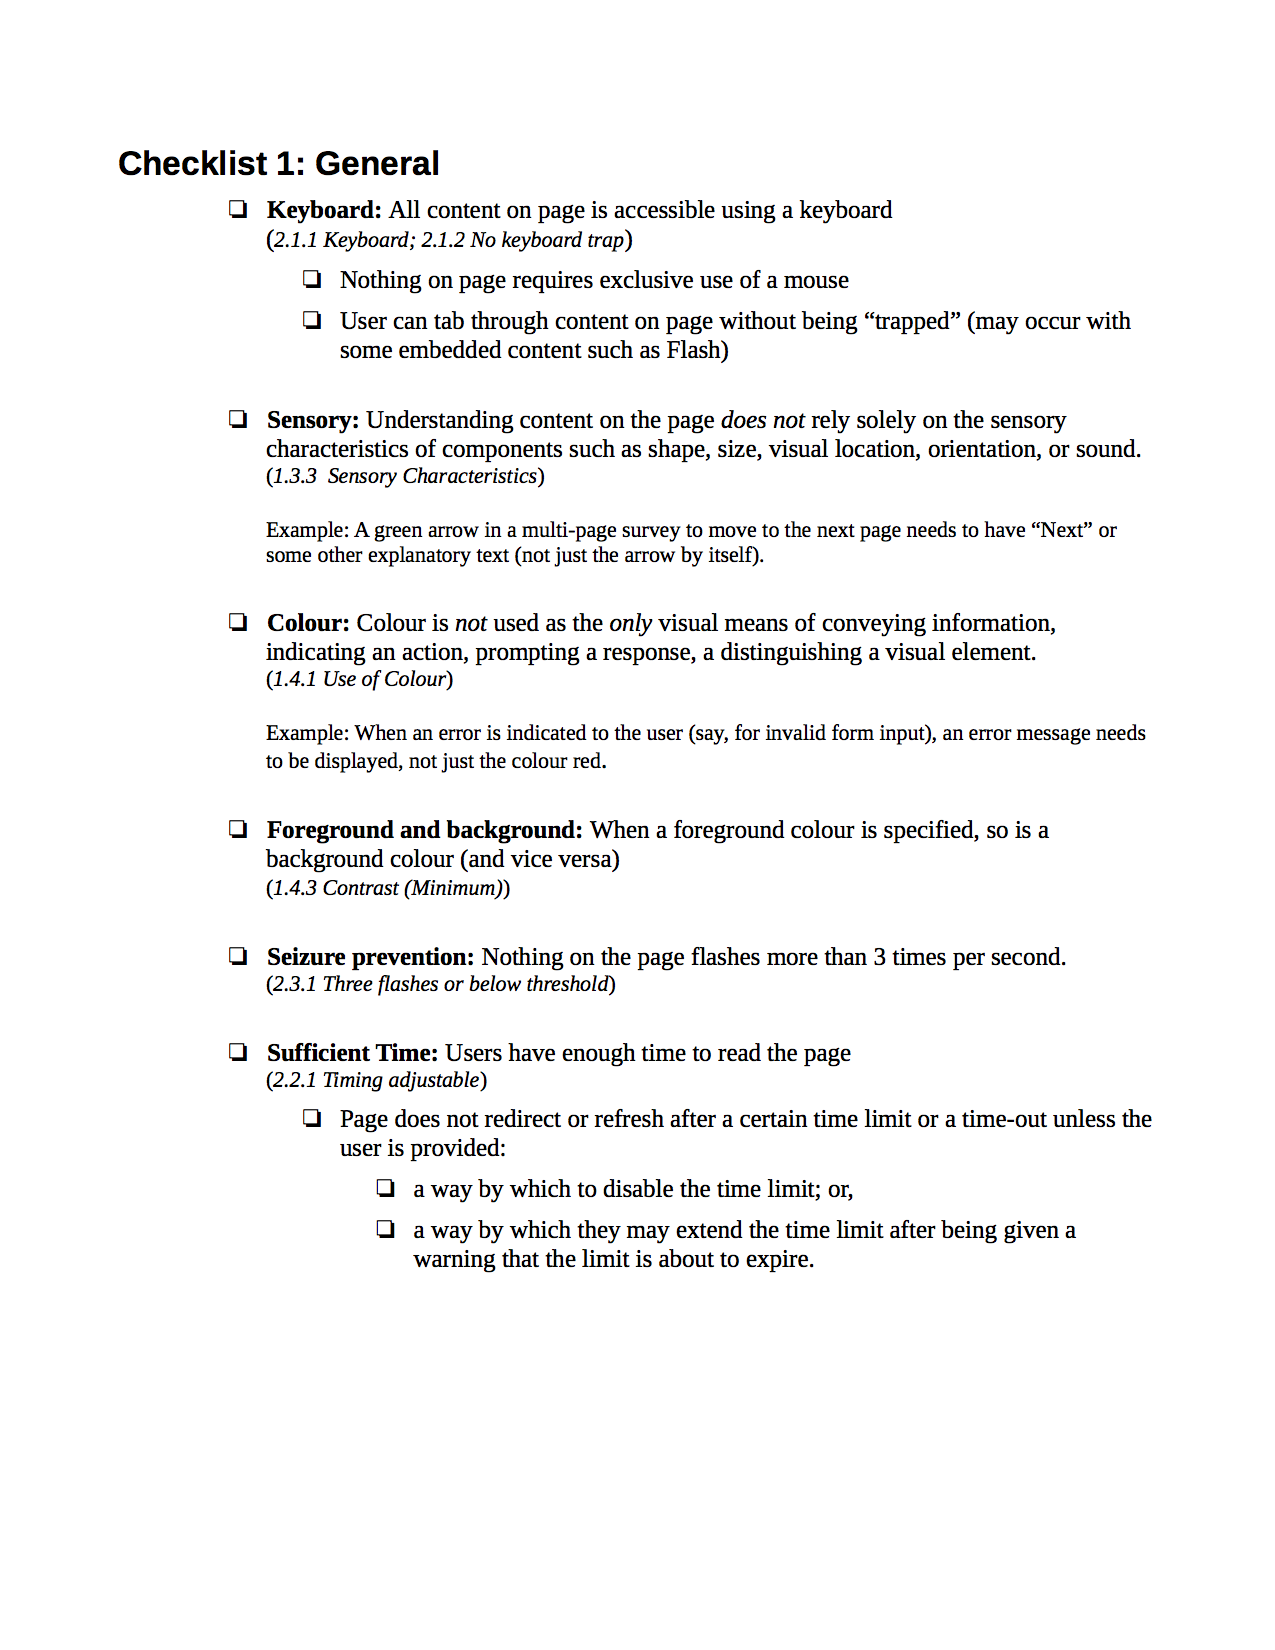 Checklist 1: General
❏ Keyboard: All content on page is accessible using a keyboard
(2.1.1 Keyboard; 2.1.2 No keyboard trap)
❏ Nothing on page requires exclusive use of a mouse
❏ User can tab through content on page without being “trapped” (may occur with
some embedded content such as Flash)
❏ Sensory: Understanding content on the page does not rely solely on the sensory
characteristics of components such as shape, size, visual location, orientation, or sound.
(1.3.3  Sensory Characteristics)
Example: A green arrow in a multi-page survey to move to the next page needs to have “Next” or
some other explanatory text (not just the arrow by itself).
❏ Colour: Colour is not used as the only visual means of conveying information,
indicating an action, prompting a response, a distinguishing a visual element.
(1.4.1 Use of Colour)
Example: When an error is indicated to the user (say, for invalid form input), an error message needs
to be displayed, not just the colour red.
❏ Foreground and background: When a foreground colour is specified, so is a
background colour (and vice versa)
(1.4.3 Contrast (Minimum))
❏ Seizure prevention: Nothing on the page flashes more than 3 times per second.
(2.3.1 Three flashes or below threshold)
❏ Sufficient Time: Users have enough time to read the page
(2.2.1 Timing adjustable)
❏ Page does not redirect or refresh after a certain time limit or a time-out unless the
user is provided:
❏ a way by which to disable the time limit; or,
❏ a way by which they may extend the time limit after being given a
warning that the limit is about to expire.